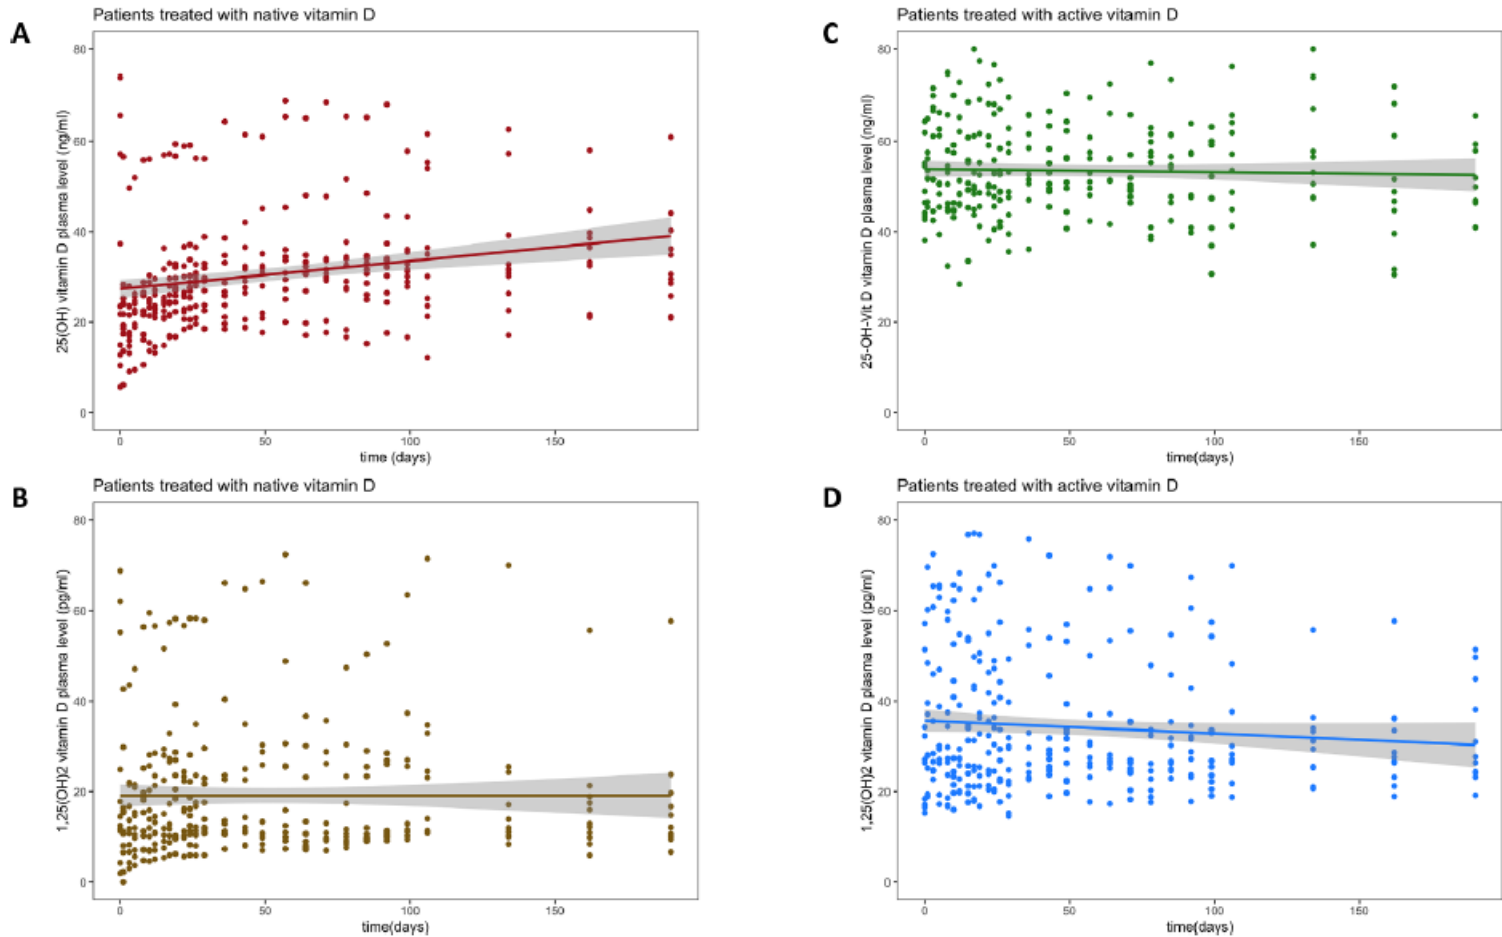 A
Patients treated with native vitamin D
25(OH) vitamin D plasma level (ng/ml)
80
60
40
20
0
0 50 100 150
time (days)
C
Patients treated with active vitamin D
25-OH-Vit D vitamin D plasma level (ng/ml)
80
60
40
20
0
0 50 100 150
time(days)
B
Patients treated with native vitamin D
1,25(OH)2 vitamin D plasma level (pg/ml)
80
60
40
20
0
0 50 100 150
time(days)
D
Patients treated with active vitamin D
1,25(OH)2 vitamin D plasma level (pg/ml)
80
60
40
20
0
0 50 100 150
time(days)